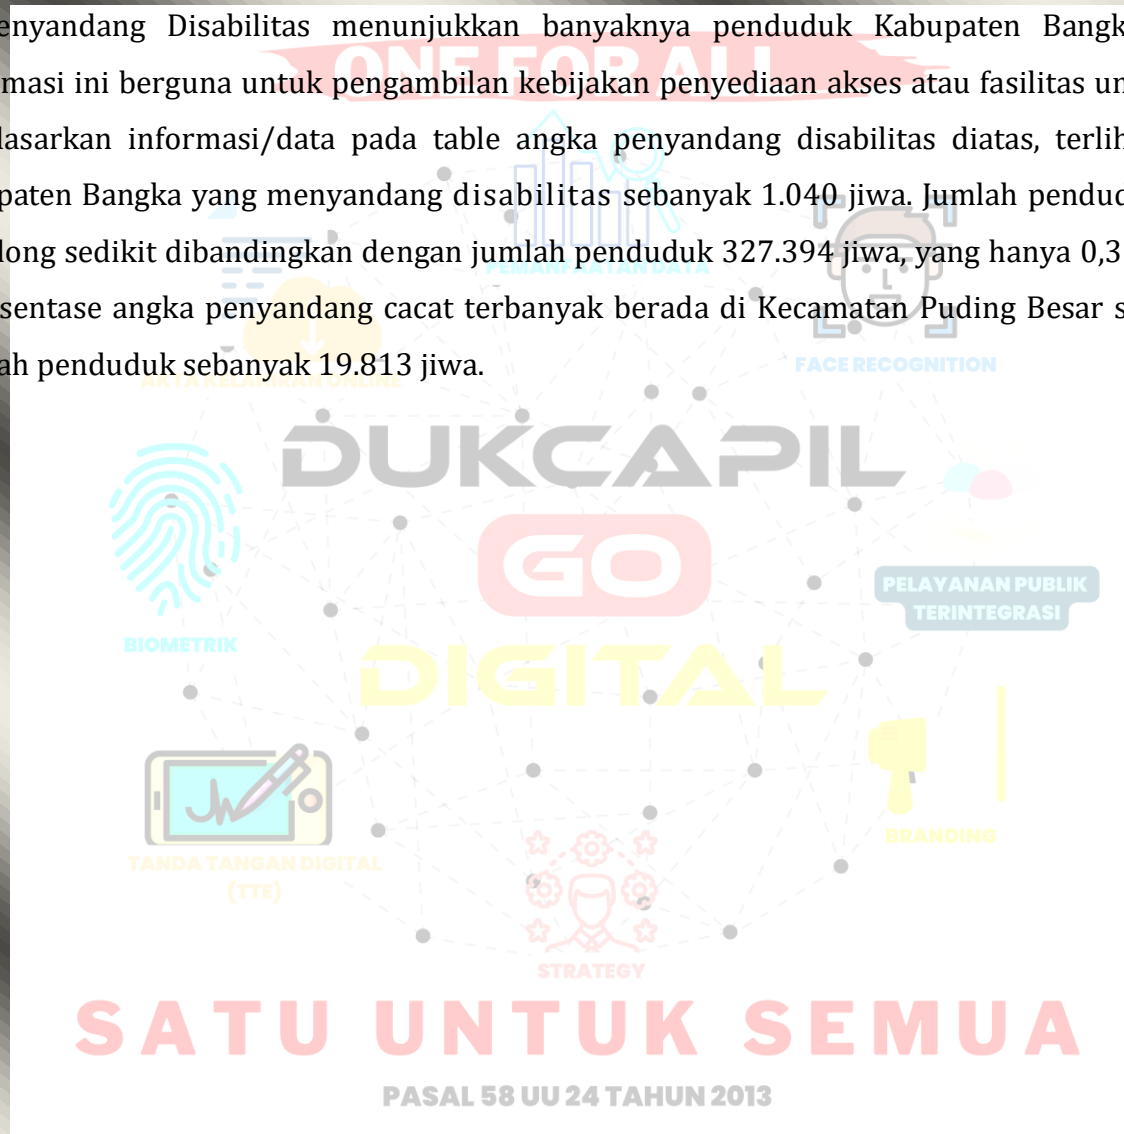 enyandang Disabilitas menunjukkan banyaknya penduduk Kabupaten Bangk
ONE FOR ALL
masi ini berguna untuk pengambilan kebijakan penyediaan akses atau fasilitas un
lasarkan informasi/data pada table angka penyandang disabilitas diatas, terlih
paten Bangka yang menyandang disabilitas sebanyak 1.040 jiwa. Jumlah pendud
long sedikit dibandingkan dengan jumlah penduduk 327.394 jiwa, yang hanya 0,3
PEMANFAATAN DATA
sentase angka penyandang cacat terbanyak berada di Kecamatan Puding Besar s
ah penduduk sebanyak 19.813 jiwa.
FACE RECOGNITION
AKTA KELAHIRAN ONLINE
DUKCAPIL
GO
DIGITAL
PELAYANAN PUBLIK
TERINTEGRASI
BIOMETRIK
BRANDING
TANDA TANGAN DIGITAL
(TTE)
STRATEGY
SATU UNTUK SEMUA
PASAL 58 UU 24 TAHUN 2013